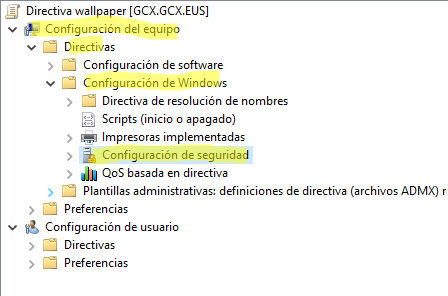 Directiva wallpaper [GCX.GCX.EUS]
Configuración del equipo
Directivas
Configuración de software
Configuración de Windows
Directiva de resolución de nombres
Scripts (inicio o apagado)
Impresoras implementadas
Configuración de seguridad
QoS basada en directiva
Plantillas administrativas: definiciones de directiva (archivos ADMX) r
Preferencias
Configuración de usuario
Directivas
Preferencias